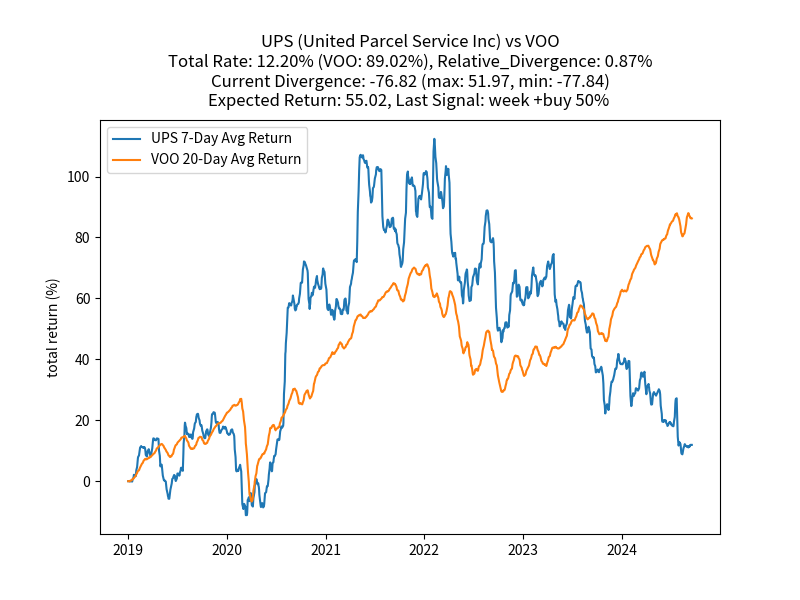 UPS (United Parcel Service Inc) vs VOO
Total Rate: 12.20% (VOO: 89.02%), Relative_Divergence: 0.87%
Current Divergence: -76.82 (max: 51.97, min: -77.84)
Expected Return: 55.02, Last Signal: week +buy 50%
UPS 7-Day Avg Return
VOO 20-Day Avg Return
100
80
60
40
20
0
total return (%)
2019 2020 2021 2022 2023 2024